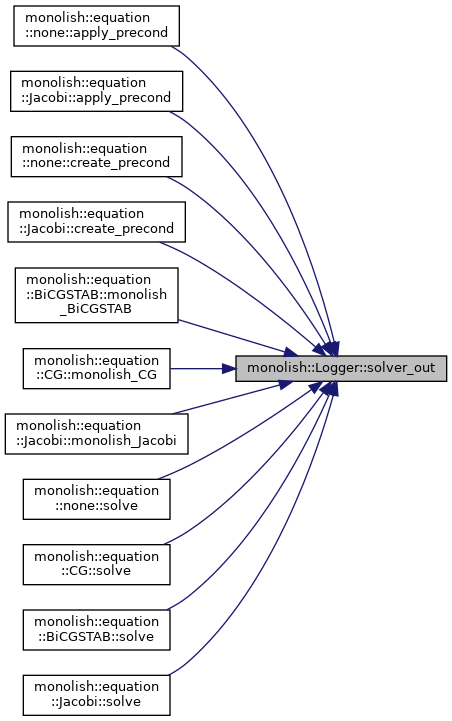 monolish::equation
::none::apply_precond
monolish::equation
::Jacobi::apply_precond
monolish::equation
::none::create_precond
monolish::equation
::Jacobi::create_precond
monolish::equation
::BiCGSTAB::monolish
_BiCGSTAB
monolish::equation
::CG::monolish_CG
monolish::Logger::solver_out
monolish::equation
::Jacobi::monolish_Jacobi
monolish::equation
::none::solve
monolish::equation
::CG::solve
monolish::equation
::BiCGSTAB::solve
monolish::equation
::Jacobi::solve